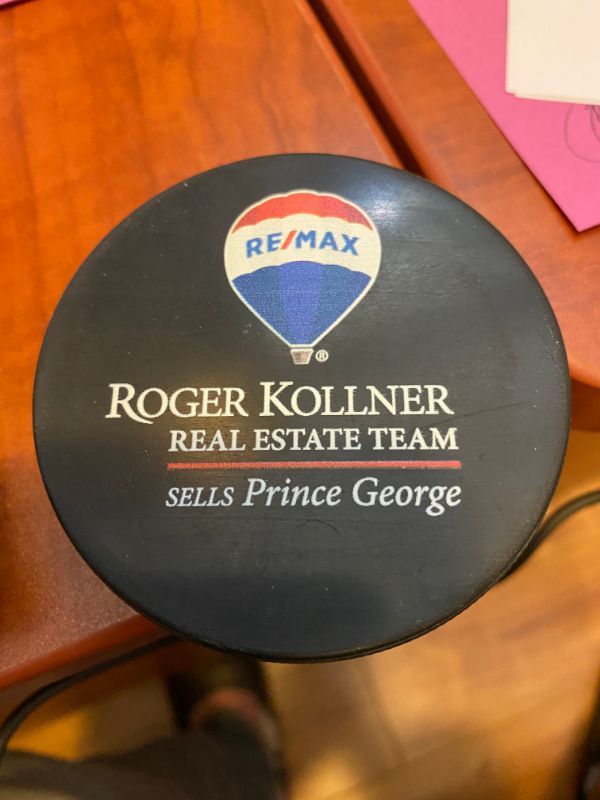 RE/MAX
®
ROGER KOLLNER
REAL ESTATE TEAM
SELLS Prince George